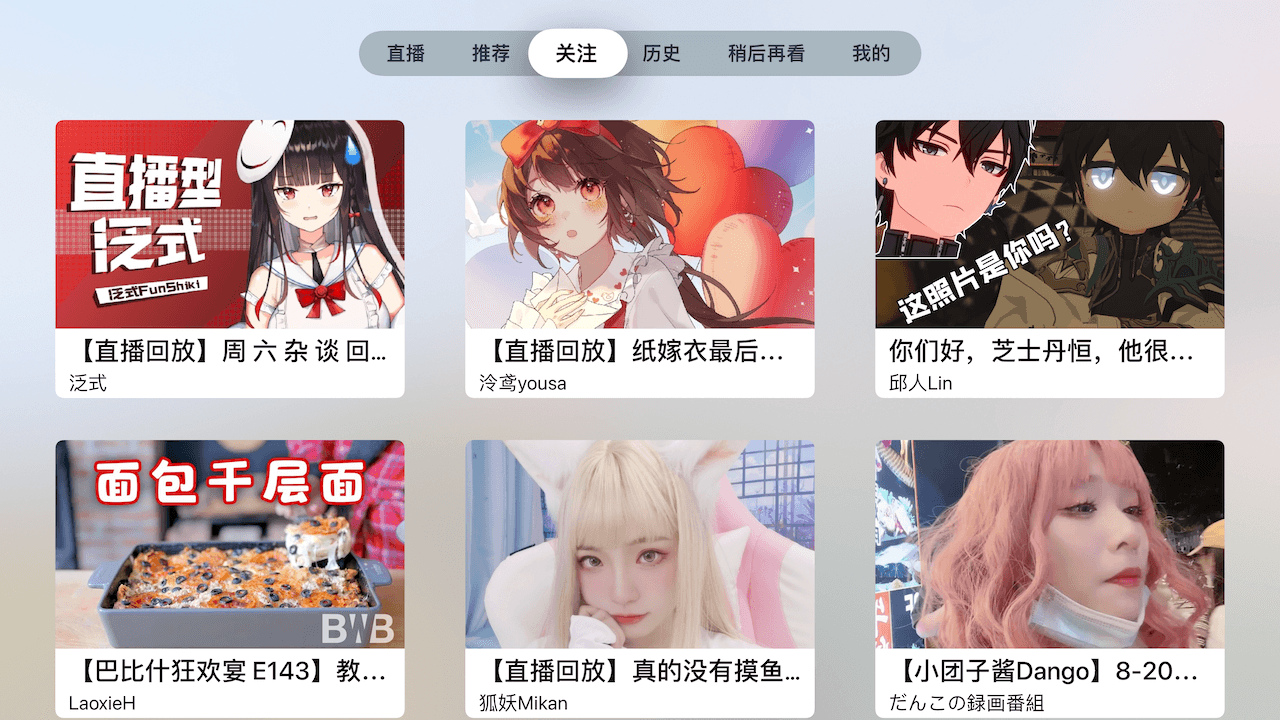 直播 推荐 关注 历史 稍后再看 我的
直播型
泛式
泛式FunShiki
【直播回放】周 六 杂 谈 回...
泛式
【直播回放】纸嫁衣最后...
泠鸢yousa
这照片是你吗?
你们好，芝士丹恒，他很...
邱人Lin
面包千层面
BWB
【巴比什狂欢宴 E143】教...
LaoxieH
【直播回放】真的没有摸鱼...
狐妖Mikan
【小团子酱Dango】8-20...
だんこの録画番組